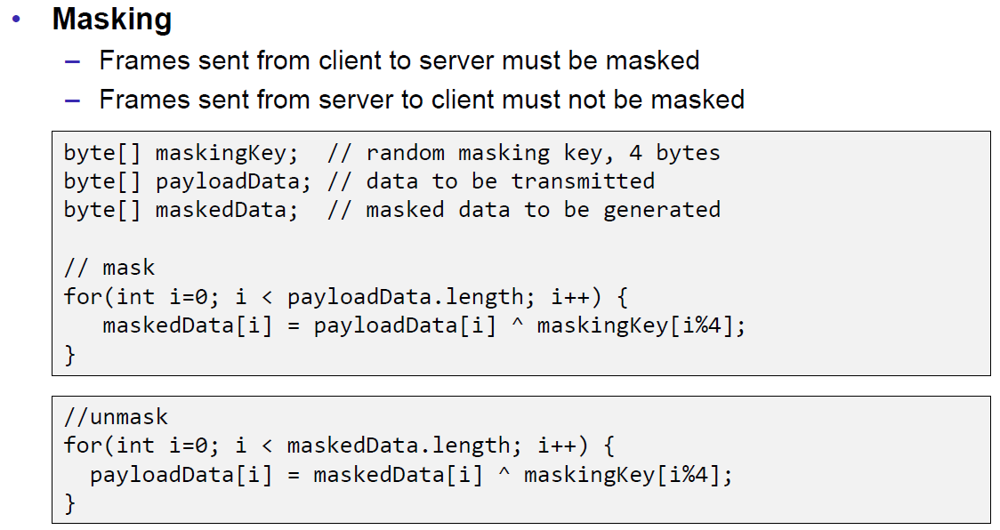 • Masking
– Frames sent from client to server must be masked
– Frames sent from server to client must not be masked
byte[] maskingKey;  // random masking key, 4 bytes
byte[] payloadData; // data to be transmitted
byte[] maskedData;  // masked data to be generated
// mask
for(int i=0; i < payloadData.length; i++) {
   maskedData[i] = payloadData[i] ^ maskingKey[i%4];
}
//unmask
for(int i=0; i < maskedData.length; i++) {
  payloadData[i] = maskedData[i] ^ maskingKey[i%4];
}